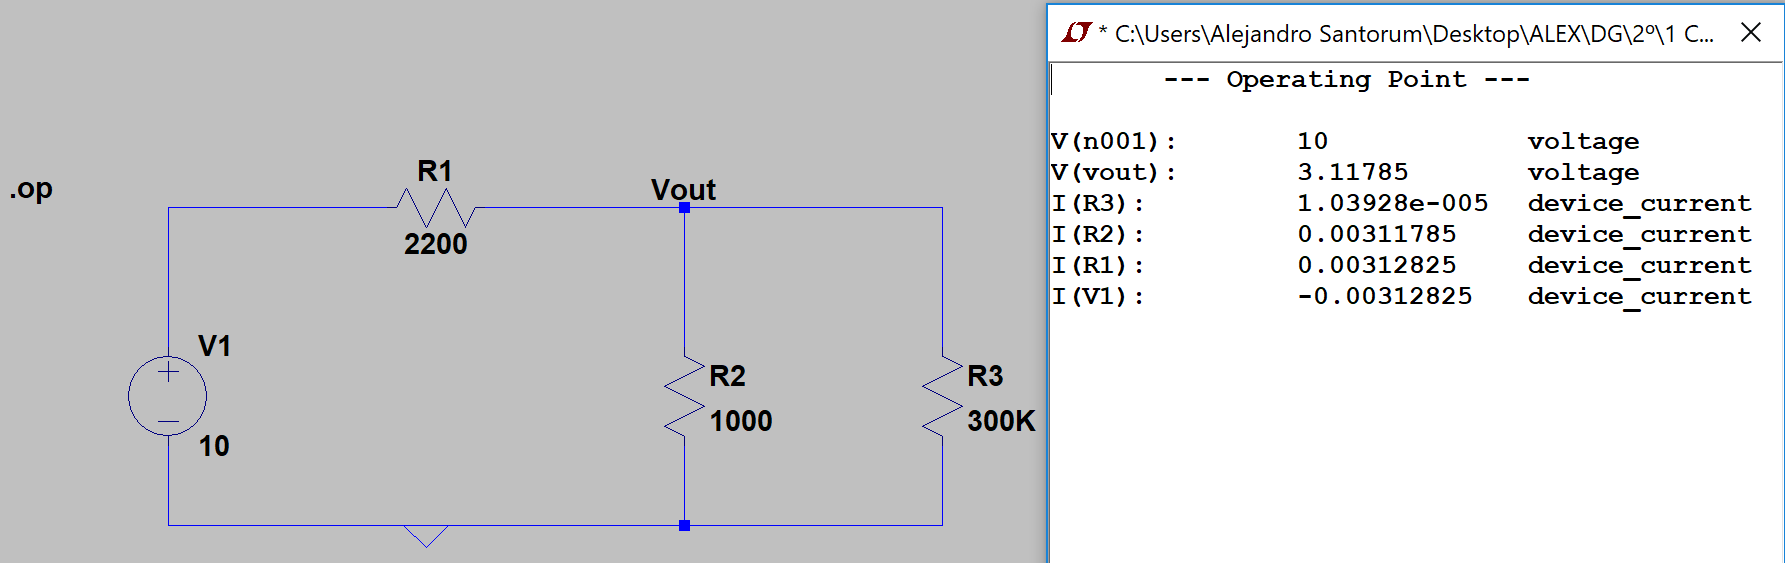 .op
R1
2200
Vout
V1
10
R2
1000
R3
300K
* C:\Users\Alejandro Santorum\Desktop\ALEX\DG\2º\1 C...
--- Operating Point ---
V(n001): 10 voltage
V(vout): 3.11785 voltage
I(R3): 1.03928e-005 device_current
I(R2): 0.00311785 device_current
I(R1): 0.00312825 device_current
I(V1): -0.00312825 device_current